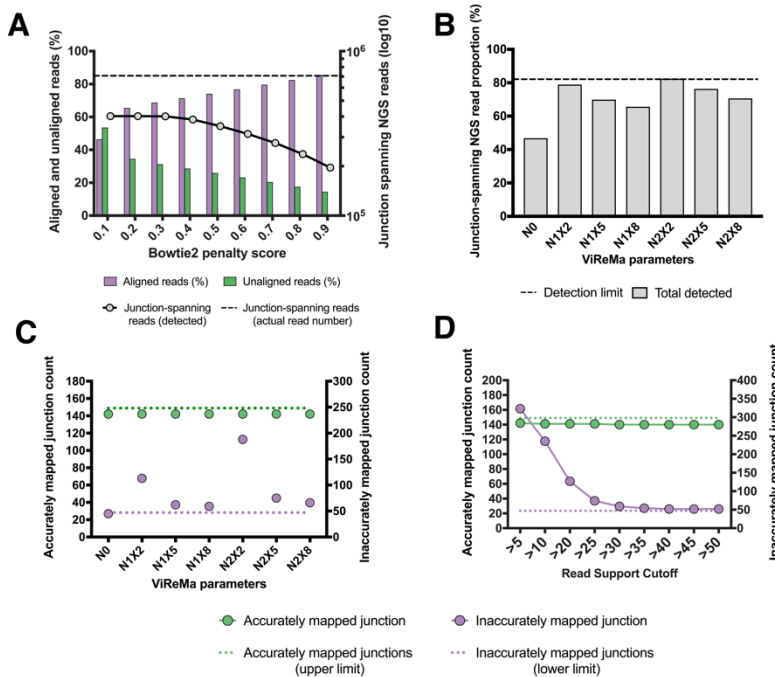 A
Aligned and unaligned reads (%)
100
80
60
40
20
0
10^6
10^5
Junction spanning NGS reads (log10)
0.1 0.2 0.3 0.4 0.5 0.6 0.7 0.8 0.9
Bowtie2 penalty score
Aligned reads (%) Unaligned reads (%)
Junction-spanning reads (detected)
Junction-spanning reads (actual read number)
B
Junction-spanning NGS read proportion (%)
100
80
60
40
20
0
N0 N1X2 N1X5 N1X8 N2X2 N2X5 N2X8
ViReMa parameters
Detection limit Total detected
C
Accurately mapped junction count
180
160
140
120
100
80
60
40
20
0
300
250
200
150
100
50
0
Inaccurately mapped junction count
N0 N1X2 N1X5 N1X8 N2X2 N2X5 N2X8
ViReMa parameters
D
Accurately mapped junction count
200
180
160
140
120
100
80
60
40
20
0
400
350
300
250
200
150
100
50
0
Inaccurately mapped junction count
>5 >10 >20 >25 >30 >35 >40 >45 >50
Read Support Cutoff
Accurately mapped junction Inaccurately mapped junction
Accurately mapped junctions (upper limit)
Inaccurately mapped junctions (lower limit)